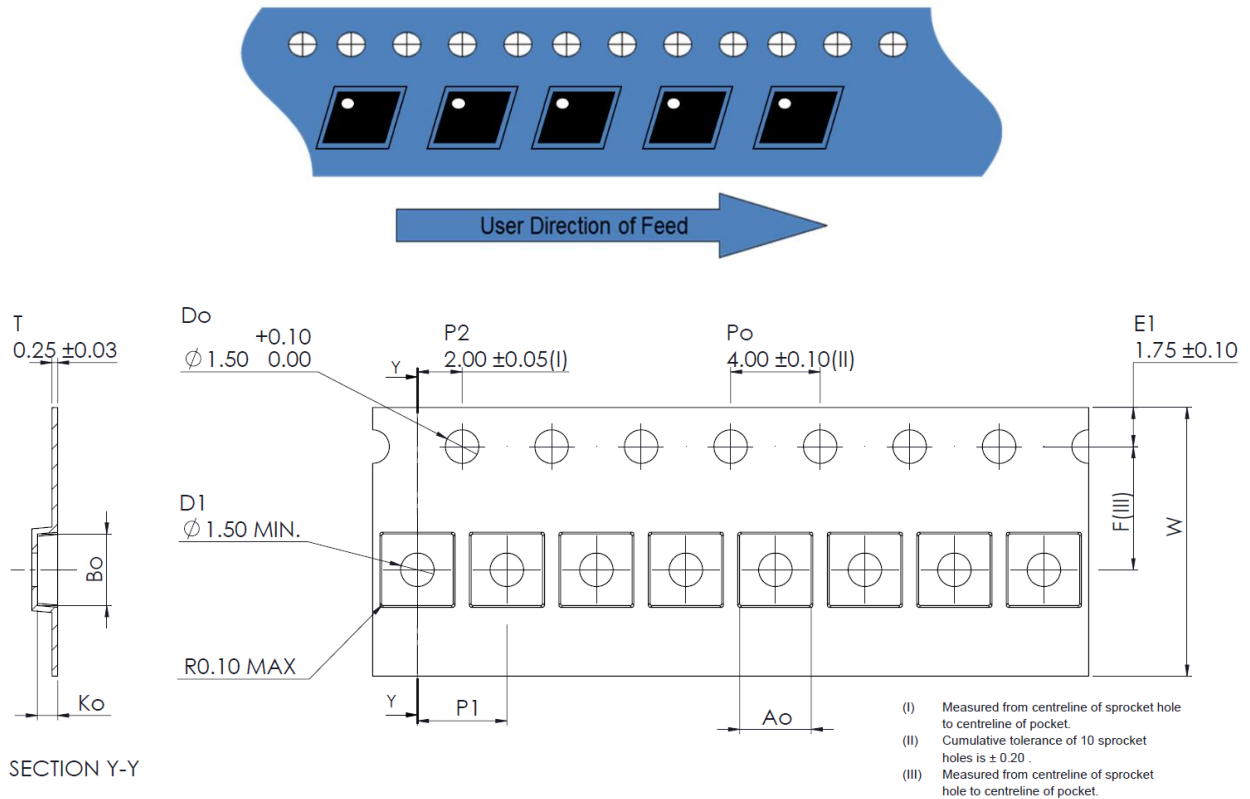 User Direction of Feed
T
0.25 ±0.03
Do
+0.10
∅ 1.50 0.00
P2
2.00 ±0.05(I)
Po
4.00 ±0.10(II)
E1
1.75 ±0.10
Y
D1
∅ 1.50 MIN.
F(III)
W
Bo
R0.10 MAX
Ko
Y
P1
Ao
SECTION Y-Y
(I) Measured from centreline of sprocket hole
to centreline of pocket.
(II) Cumulative tolerance of 10 sprocket
holes is ± 0.20 .
(III) Measured from centreline of sprocket
hole to centreline of pocket.